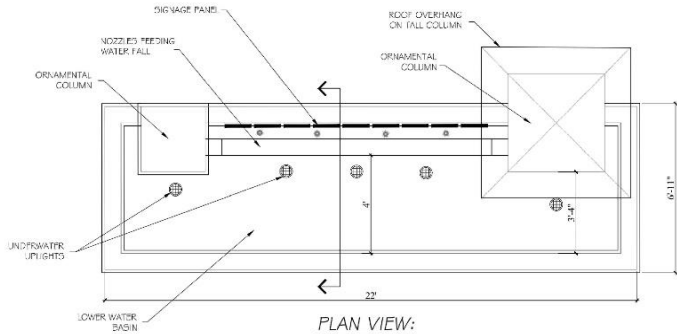 SIGNAGE PANEL
ROOF OVERHANG
ON TALL COLUMN
NOZZLES FEEDING
WATER FALL
ORNAMENTAL
COLUMN
ORNAMENTAL
COLUMN
6'-11"
4'
3'-4"
UNDERWATER
UPLIGHTS
22'
LOWER WATER
BASIN
PLAN VIEW: